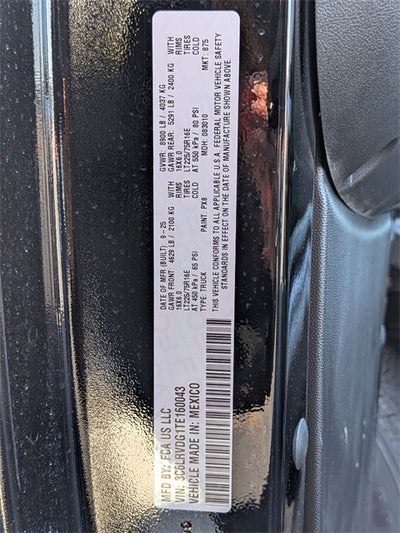 MFD BY: FCA US LLC
VIN: 3C6LRVDG1TE160043
VEHICLE MADE IN: MEXICO
DATE OF MFR (BUILT): 9-25
GAWR FRONT: 4629 LB / 2100 KG WITH
16X6.0 RIMS
LT225/75R16E TIRES
AT 450 kPa / 65 PSI COLD
TYPE: TRUCK PAINT: PX8
GVWR: 8900 LB / 4037 KG
GAWR REAR: 5291 LB / 2400 KG WITH
16X6.0 RIMS
LT225/75R16E TIRES
AT 550 kPa / 80 PSI COLD
MDH: 083010 MKT: 875
THIS VEHICLE CONFORMS TO ALL APPLICABLE U.S.A. FEDERAL MOTOR VEHICLE SAFETY
STANDARDS IN EFFECT ON THE DATE OF MANUFACTURE SHOWN ABOVE.